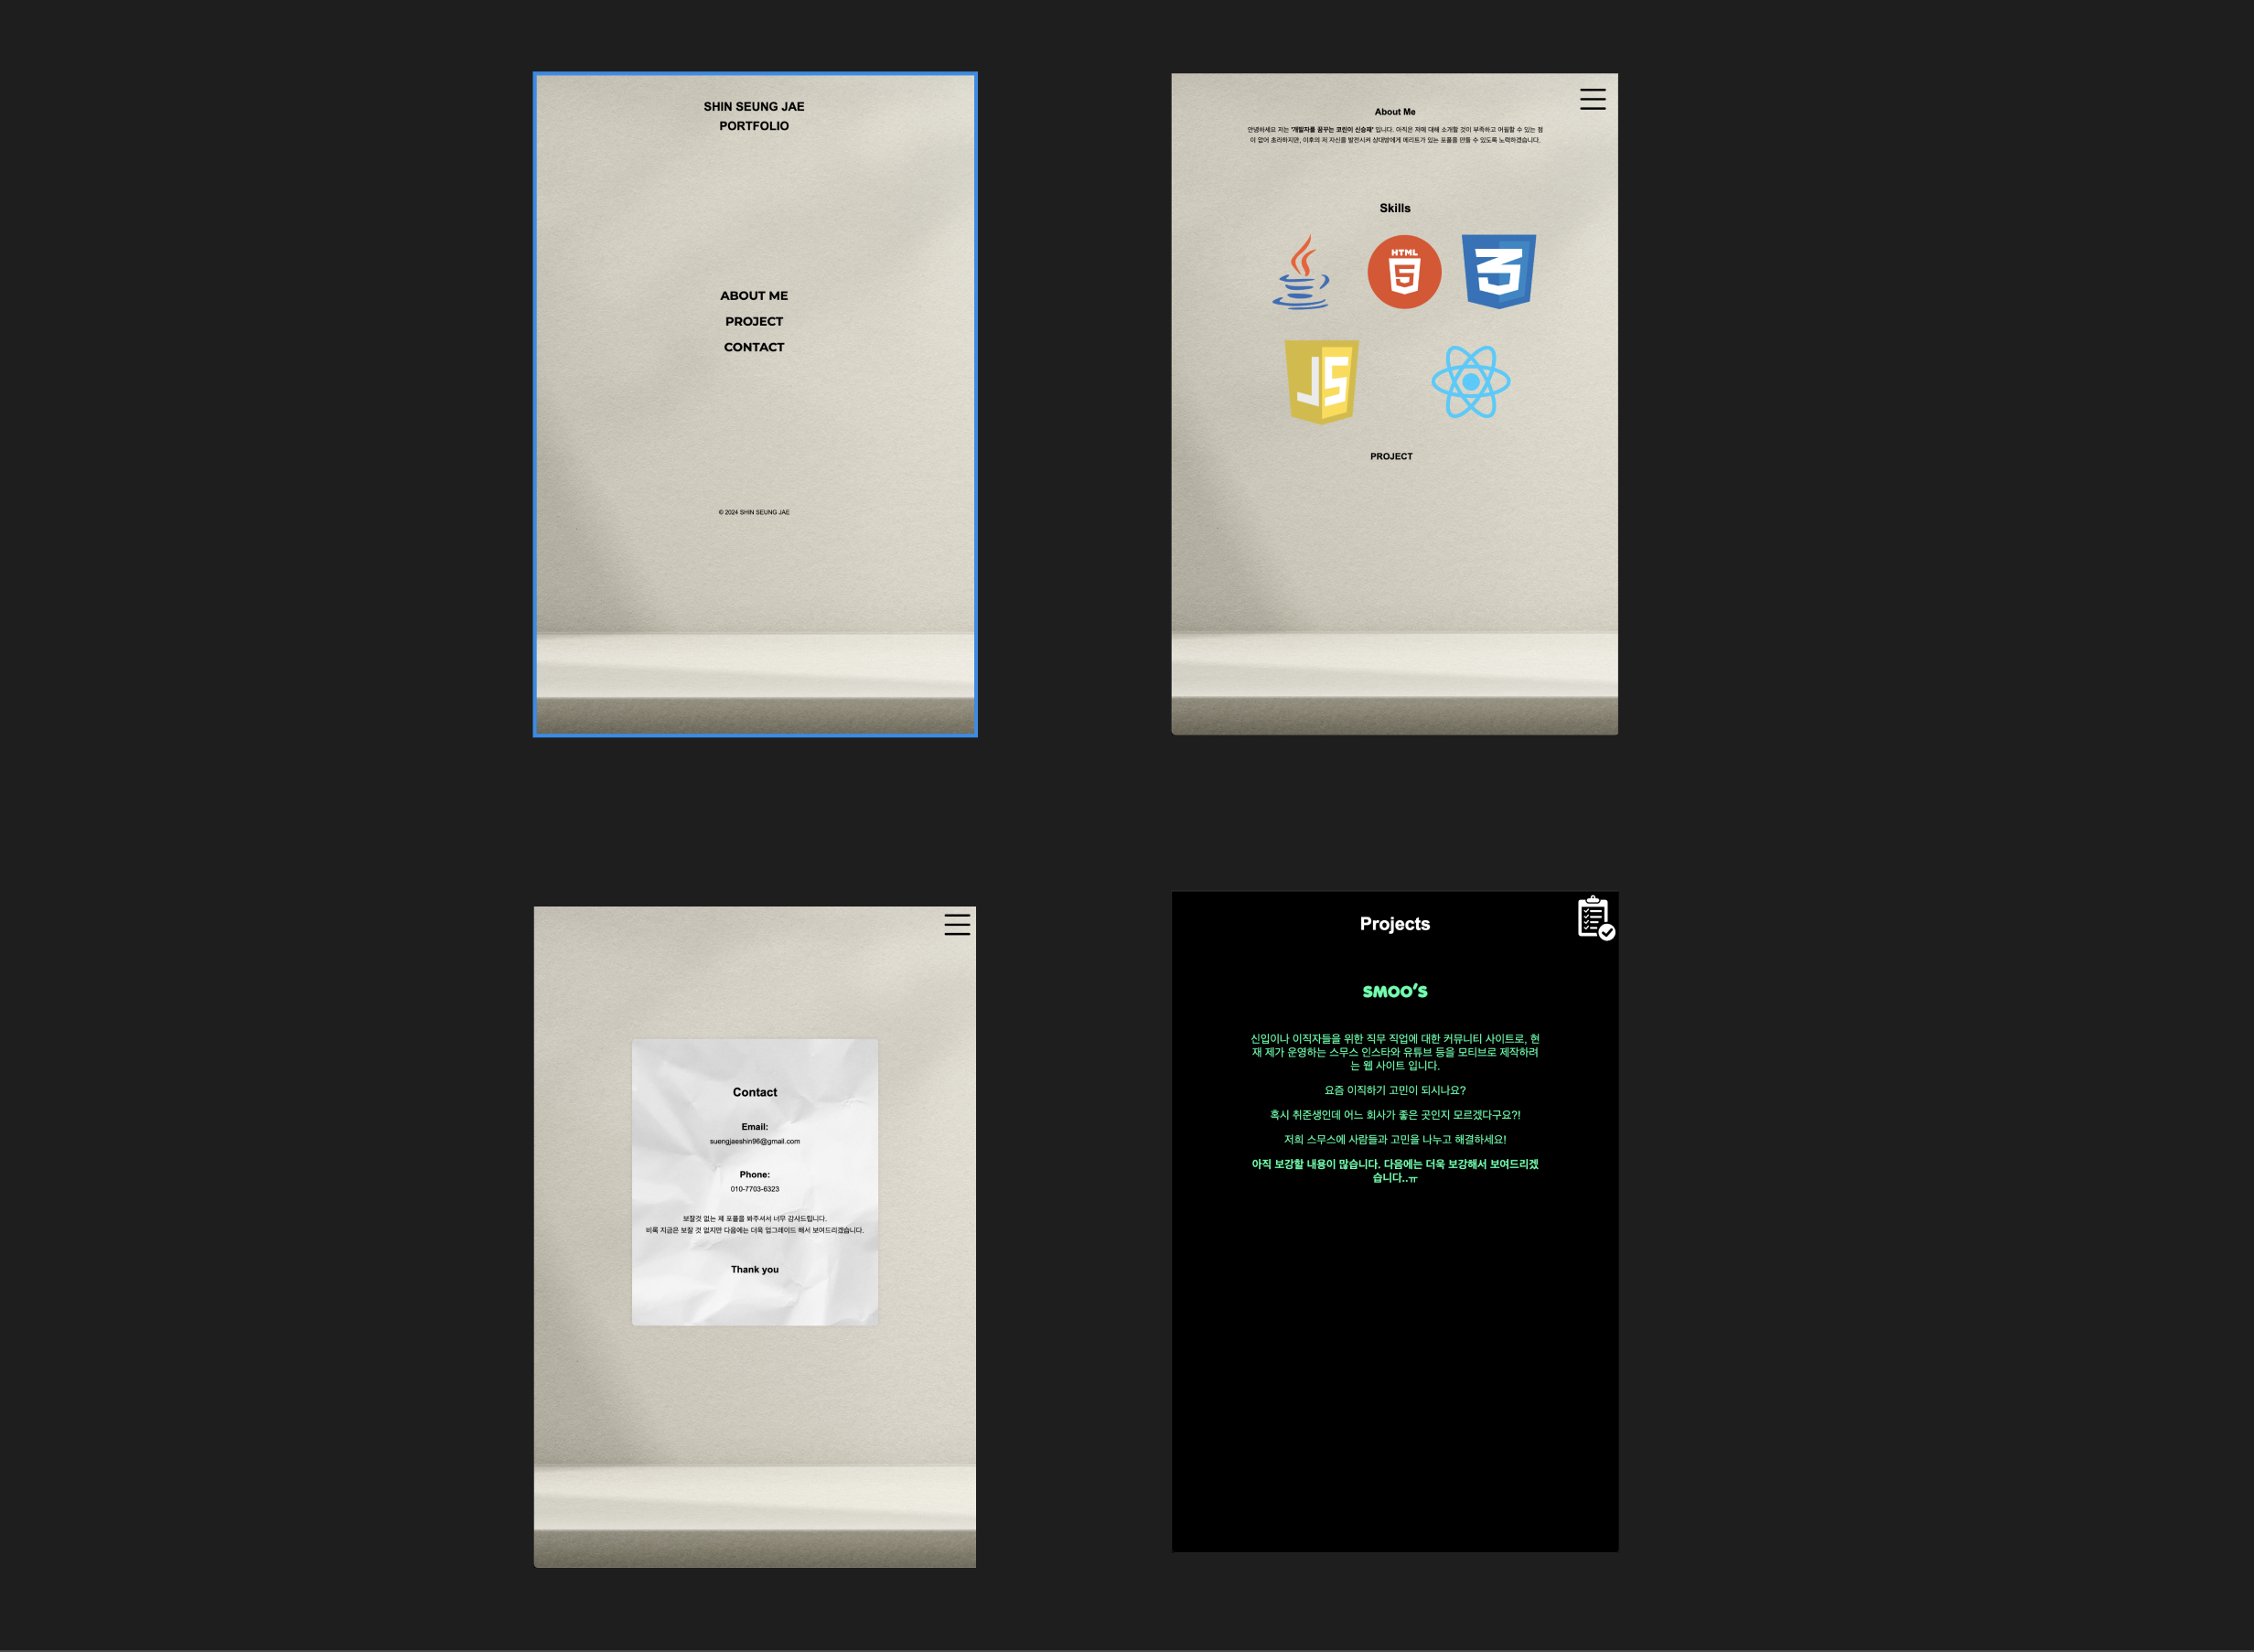 SHIN SEUNG JAE
PORTFOLIO
ABOUT ME
PROJECT
CONTACT
© 2024 SHIN SEUNG JAE
About Me
안녕하세요 저는 '개발자를 꿈꾸는 코린이 신승재' 입니다. 아직은 저에 대해 소개할 것이 부족하고 어필할 수 있는 점
이 없어 초라하지만, 이후의 저 자신을 발전시켜 상대방에게 메리트가 있는 포폴을 만들 수 있도록 노력하겠습니다.
Skills
HTML
5
3
JS
PROJECT
Contact
Email:
suengjaeshin96@gmail.com
Phone:
010-7703-6323
보잘것 없는 제 포폴을 봐주셔서 너무 감사드립니다.
비록 지금은 보잘 것 없지만 다음에는 더욱 업그레이드 해서 보여드리겠습니다.
Thank you
Projects
SMOO'S
신입이나 이직자들을 위한 직무 직업에 대한 커뮤니티 사이트로, 현
재 제가 운영하는 스무스 인스타와 유튜브 등을 모티브로 제작하려
는 웹 사이트 입니다.
요즘 이직하기 고민이 되시나요?
혹시 취준생인데 어느 회사가 좋은 곳인지 모르겠다구요?!
저희 스무스에 사람들과 고민을 나누고 해결하세요!
아직 보강할 내용이 많습니다. 다음에는 더욱 보강해서 보여드리겠
습니다..ㅠ